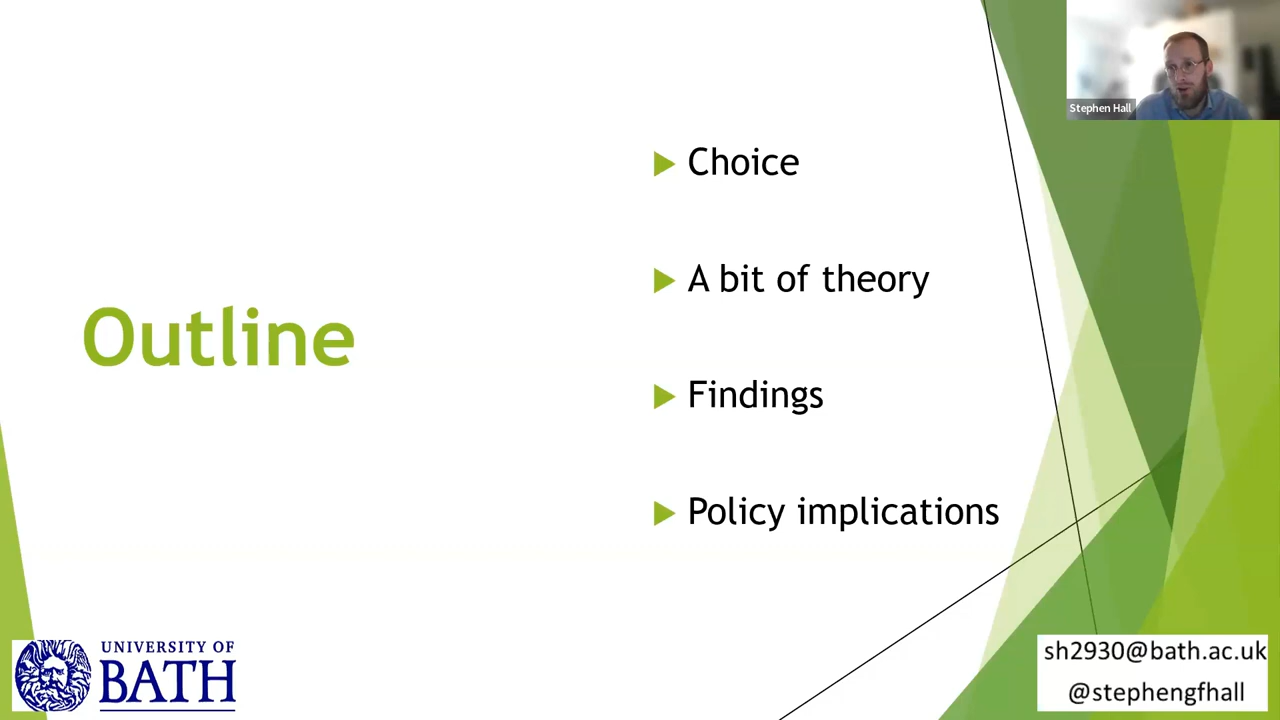 Stephen Hall
Outline
Choice
A bit of theory
Findings
Policy implications
UNIVERSITY OF
BATH
sh2930@bath.ac.uk
@stephengfhall